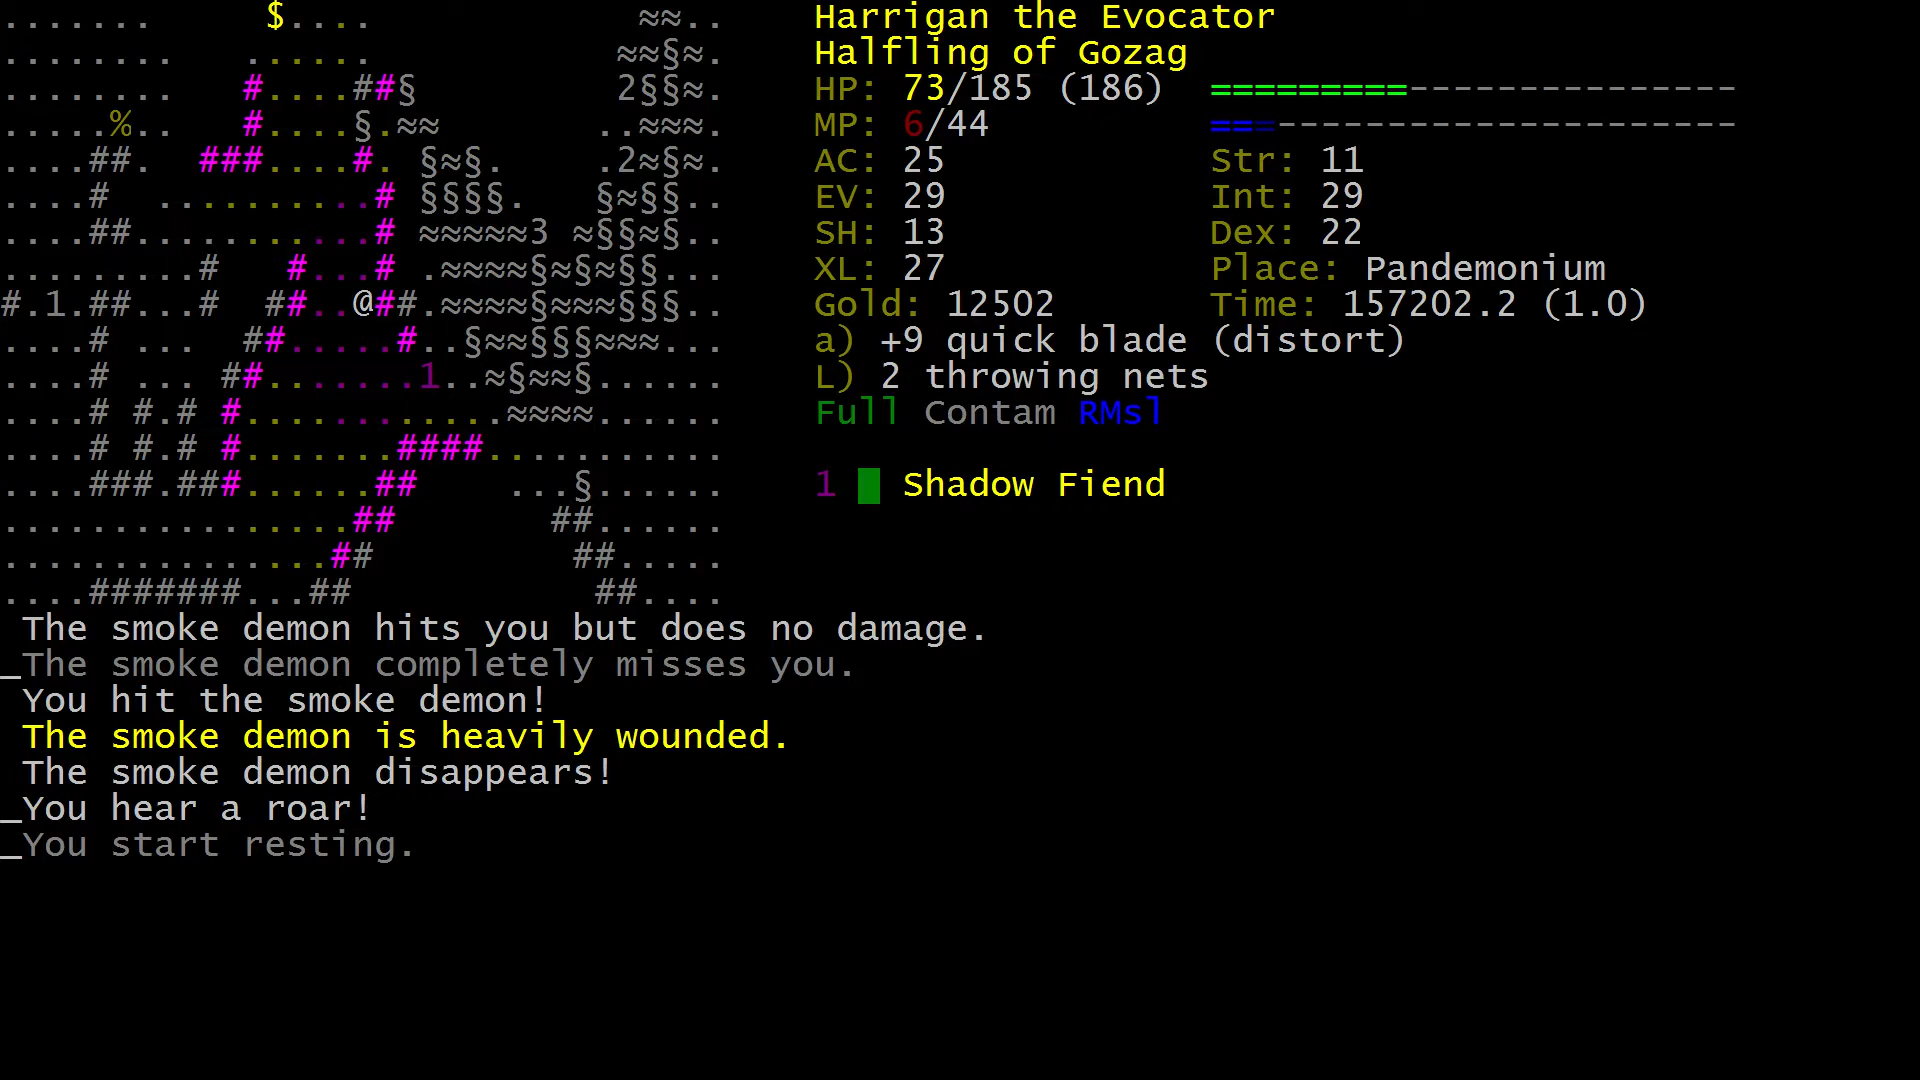 Harrigan the Evocator
Halfling of Gozag
HP: 73/185 (186) =========---------------
MP: 6/44 ===---------------------
AC: 25 Str: 11
EV: 29 Int: 29
SH: 13 Dex: 22
XL: 27 Place: Pandemonium
Gold: 12502 Time: 157202.2 (1.0)
a) +9 quick blade (distort)
L) 2 throwing nets
Full Contam RMsl
1 Shadow Fiend
The smoke demon hits you but does no damage.
_The smoke demon completely misses you.
You hit the smoke demon!
The smoke demon is heavily wounded.
The smoke demon disappears!
_You hear a roar!
_You start resting.